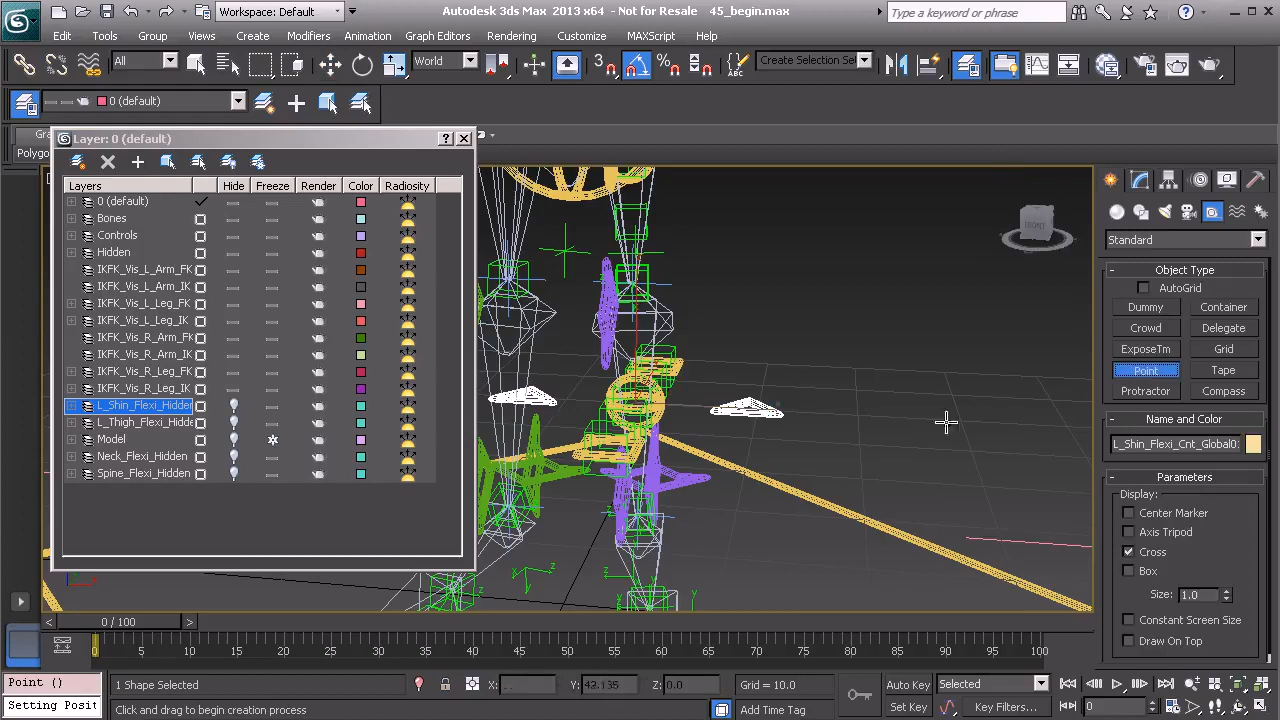 Workspace: Default
Autodesk 3ds Max 2013 x64 - Not for Resale 45_begin.max
Type a keyword or phrase
Edit Tools Group Views Create Modifiers Animation Graph Editors Rendering Customize MAXScript Help
All World 3 Create Selection Se
0 (default)
Layer: 0 (default)
Gra
Polygo
Layers Hide Freeze Render Color Radiosity
0 (default)
Bones
Controls
Hidden
IKFK_Vis_L_Arm_FK
IKFK_Vis_L_Arm_IK
IKFK_Vis_L_Leg_FK
IKFK_Vis_L_Leg_IK
IKFK_Vis_R_Arm_FK
IKFK_Vis_R_Arm_IK
IKFK_Vis_R_Leg_FK
IKFK_Vis_R_Leg_IK
L_Shin_Flexi_Hidden
L_Thigh_Flexi_Hidde
Model
Neck_Flexi_Hidden
Spine_Flexi_Hidden
FRONT
Standard
Object Type
AutoGrid
Dummy Container
Crowd Delegate
ExposeTm Grid
Point Tape
Protractor Compass
Name and Color
L_Shin_Flexi_Cnt_Global0
Parameters
Display:
Center Marker
Axis Tripod
Cross
Box
Size: 1.0
Constant Screen Size
Draw On Top
0 / 100
0 5 10 15 20 25 30 35 40 45 50 55 60 65 70 75 80 85 90 95 100
Point ()
Setting Posit
1 Shape Selected
X: Y: 42.135 Z: 0.0 Grid = 10.0
Click and drag to begin creation process
Add Time Tag
Auto Key Selected
Set Key Key Filters... 0